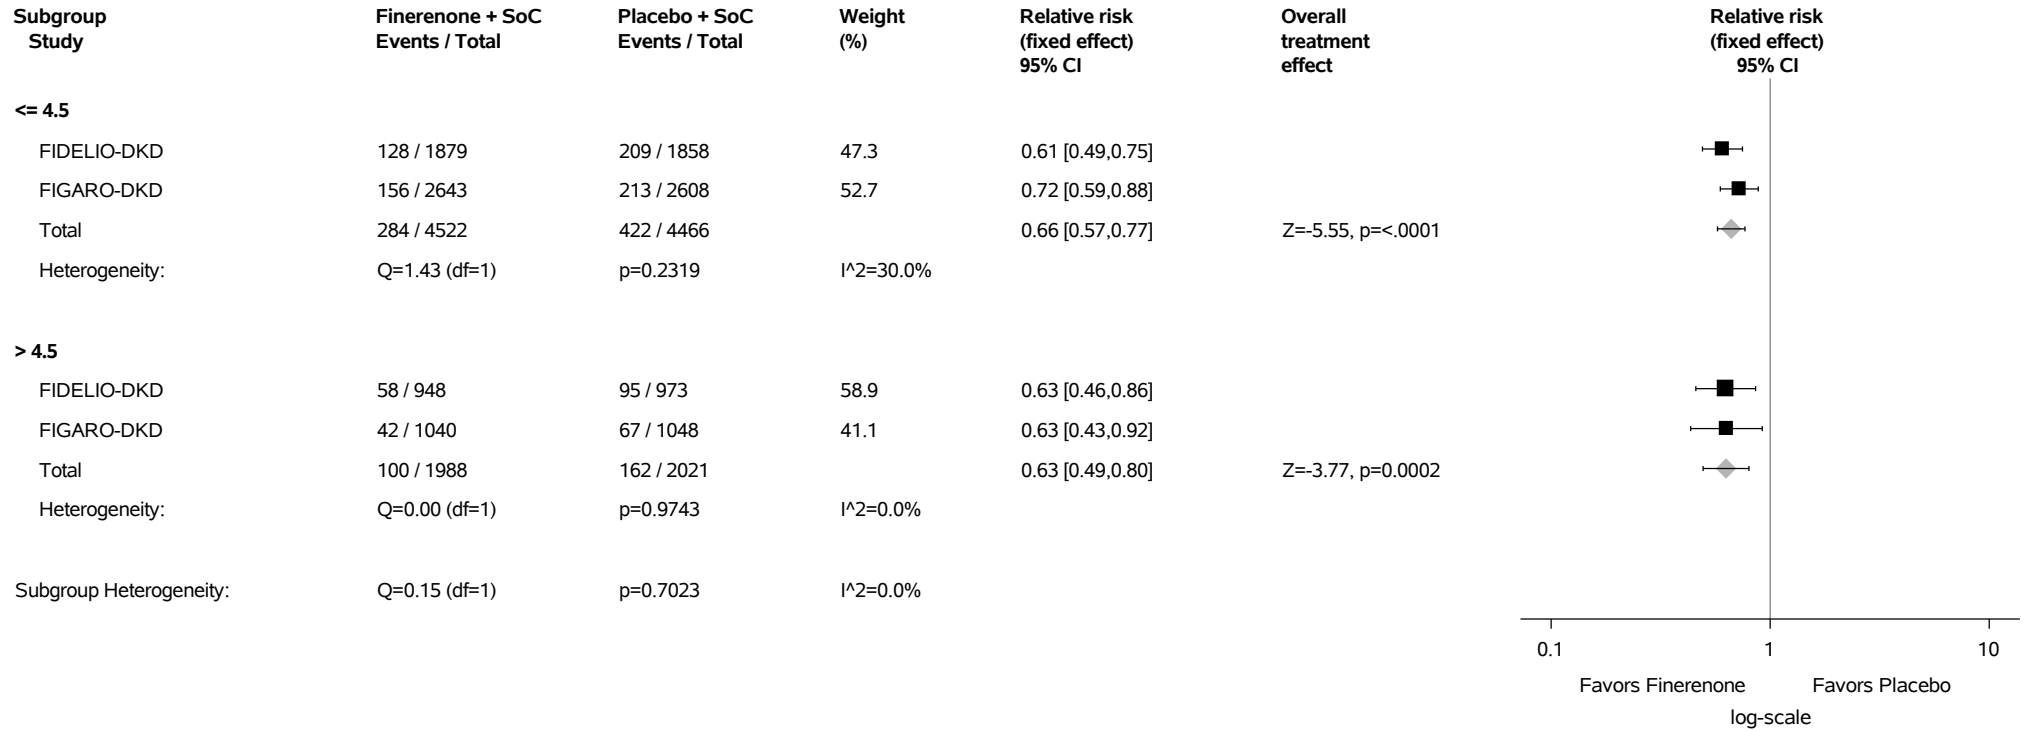 Subgroup Finerenone + SoC Placebo + SoC Weight Relative risk Overall Relative risk
Study Events / Total Events / Total (%) (fixed effect) treatment (fixed effect)
95% CI effect 95% CI
<= 4.5
FIDELIO-DKD 128 / 1879 209 / 1858 47.3 0.61 [0.49,0.75]
FIGARO-DKD 156 / 2643 213 / 2608 52.7 0.72 [0.59,0.88]
Total 284 / 4522 422 / 4466 0.66 [0.57,0.77] Z=-5.55, p=<.0001
Heterogeneity: Q=1.43 (df=1) p=0.2319 I^2=30.0%
> 4.5
FIDELIO-DKD 58 / 948 95 / 973 58.9 0.63 [0.46,0.86]
FIGARO-DKD 42 / 1040 67 / 1048 41.1 0.63 [0.43,0.92]
Total 100 / 1988 162 / 2021 0.63 [0.49,0.80] Z=-3.77, p=0.0002
Heterogeneity: Q=0.00 (df=1) p=0.9743 I^2=0.0%
Subgroup Heterogeneity: Q=0.15 (df=1) p=0.7023 I^2=0.0%
0.1 1 10
Favors Finerenone Favors Placebo
log-scale